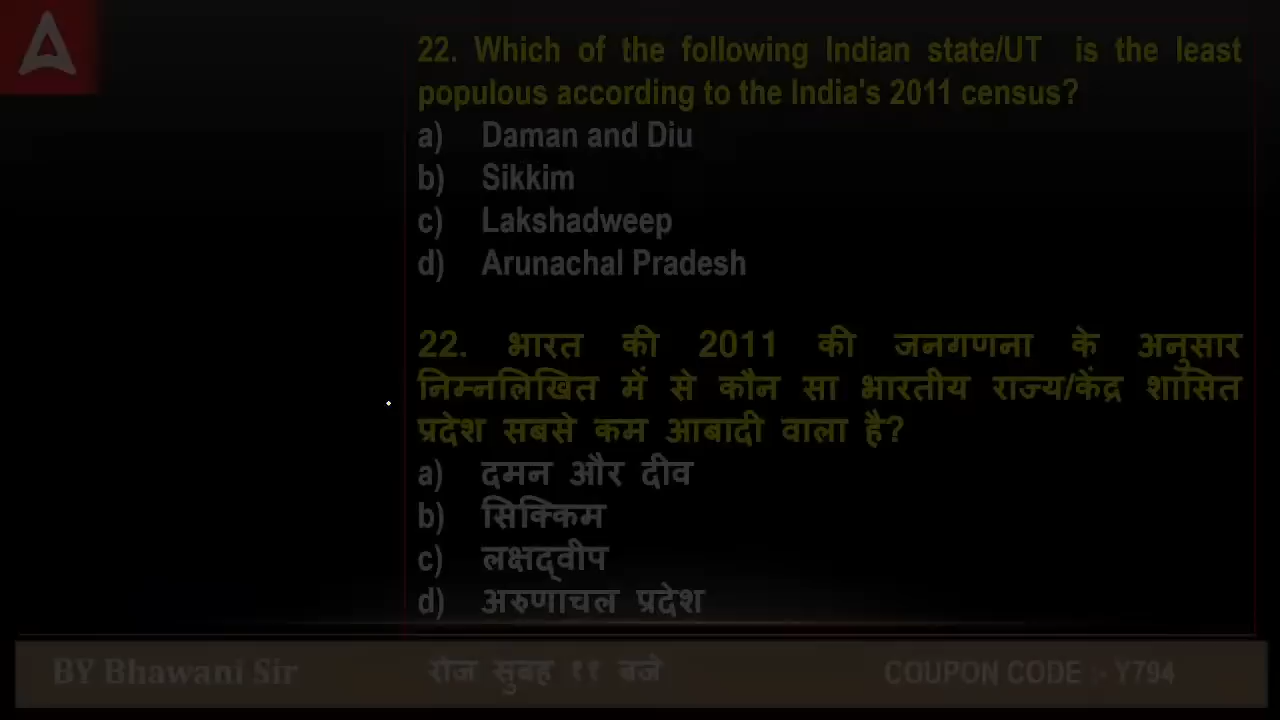 22. Which of the following Indian state/UT is the least
populous according to the India's 2011 census?
a) Daman and Diu
b) Sikkim
c) Lakshadweep
d) Arunachal Pradesh
22. भारत की 2011 की जनगणना के अनुसार
निम्नलिखित में से कौन सा भारतीय राज्य/केंद्र शासित
प्रदेश सबसे कम आबादी वाला है?
a) दमन और दीव
b) सिक्किम
c) लक्षद्वीप
d) अरुणाचल प्रदेश
BY Bhawani Sir रोज सुबह ११ बजे COUPON CODE :- Y794